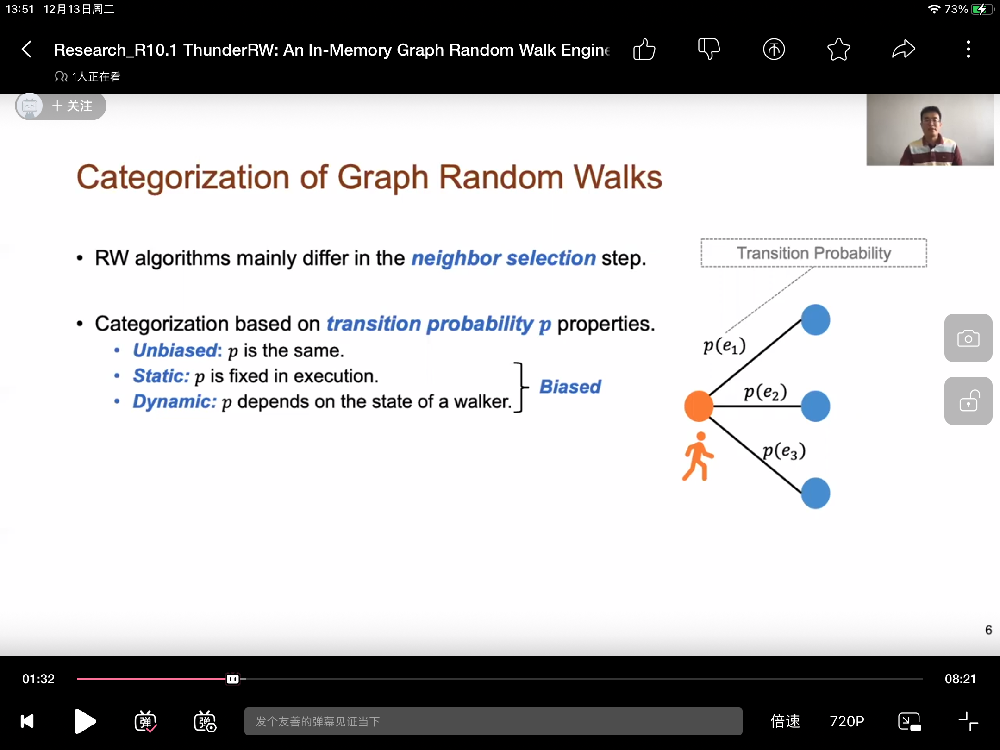 13:51 12月13日周二
73%
Research_R10.1 ThunderRW: An In-Memory Graph Random Walk Engine
1人正在看
+ 关注
Categorization of Graph Random Walks
• RW algorithms mainly differ in the neighbor selection step.
Transition Probability
• Categorization based on transition probability p properties.
• Unbiased: p is the same.
• Static: p is fixed in execution.
• Dynamic: p depends on the state of a walker.
Biased
p(e₁)
p(e₂)
p(e₃)
6
01:32
08:21
弹
弹
发个友善的弹幕见证当下
倍速
720P